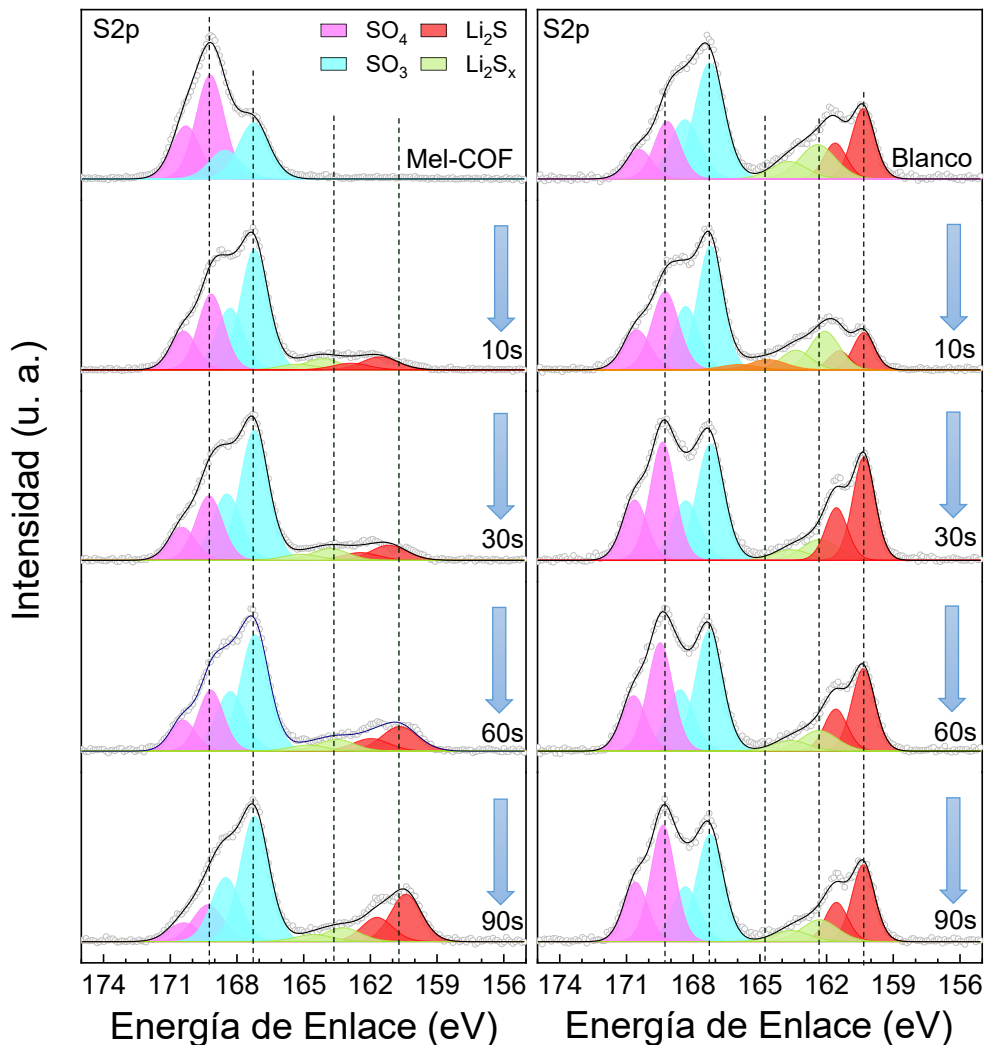 Intensidad (u. a.)
S2p
SO₄ Li₂S
SO₃ Li₂Sₓ
Mel-COF
10s
30s
60s
90s
174 171 168 165 162 159
Energía de Enlace (eV)
S2p
Blanco
10s
30s
60s
90s
174 171 168 165 162 159 156
Energía de Enlace (eV)